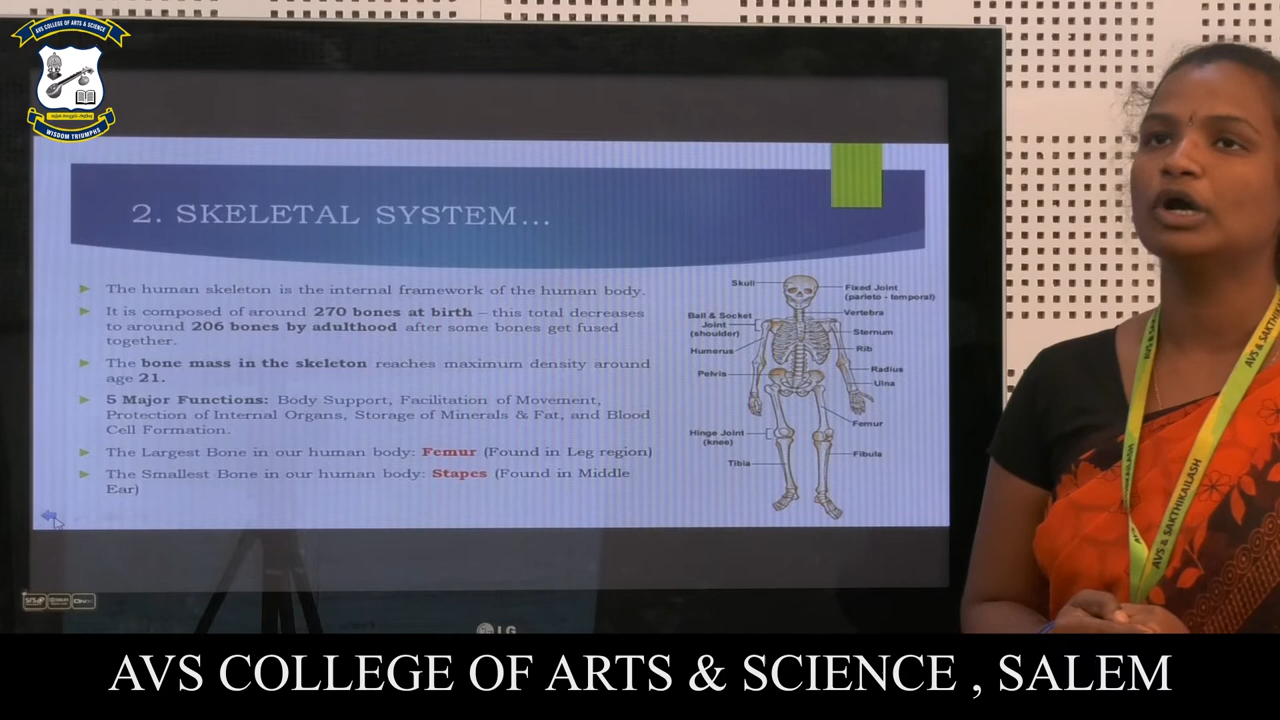 AVS COLLEGE OF ARTS & SCIENCE
WISDOM TRIUMPHS
2. SKELETAL SYSTEM...
The human skeleton is the internal framework of the human body.
It is composed of around 270 bones at birth – this total decreases
to around 206 bones by adulthood after some bones get fused
together.
The bone mass in the skeleton reaches maximum density around
age 21.
5 Major Functions: Body Support, Facilitation of Movement,
Protection of Internal Organs, Storage of Minerals & Fat, and Blood
Cell Formation.
The Largest Bone in our human body: Femur (Found in Leg region)
The Smallest Bone in our human body: Stapes (Found in Middle
Ear)
Skull
Fixed Joint
(parieto - temporal)
Vertebra
Ball & Socket
Joint
(shoulder)
Sternum
Humerus
Rib
Pelvis
Radius
Ulna
Femur
Hinge Joint
(knee)
Fibula
Tibia
LG
AVS & SAKTHIKAILASH
AVS & SAKTHIKAILASH
AVS COLLEGE OF ARTS & SCIENCE , SALEM